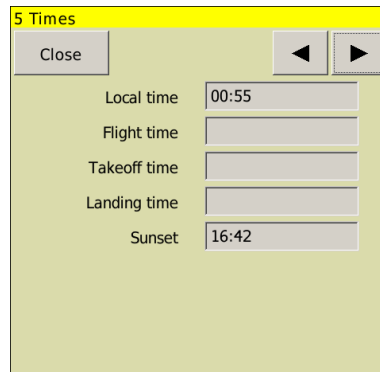 5 Times
Close
Local time 00:55
Flight time
Takeoff time
Landing time
Sunset 16:42